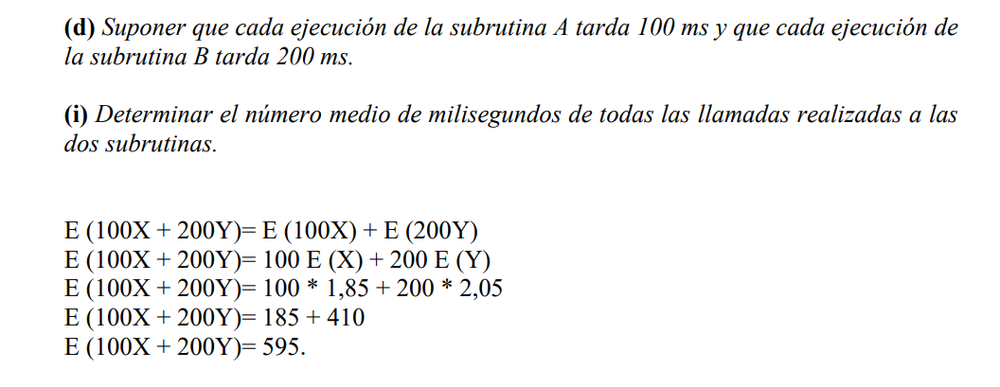 (d) Suponer que cada ejecución de la subrutina A tarda 100 ms y que cada ejecución de
la subrutina B tarda 200 ms.
(i) Determinar el número medio de milisegundos de todas las llamadas realizadas a las
dos subrutinas.
E (100X + 200Y)= E (100X) + E (200Y)
E (100X + 200Y)= 100 E (X) + 200 E (Y)
E (100X + 200Y)= 100 * 1,85 + 200 * 2,05
E (100X + 200Y)= 185 + 410
E (100X + 200Y)= 595.